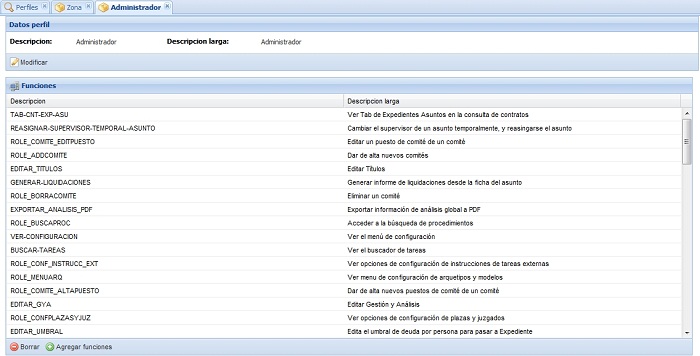 Perfiles Zona Administrador
Datos perfil
Descripcion: Administrador Descripcion larga: Administrador
Modificar
Funciones
Descripcion Descripcion larga
TAB-CNT-EXP-ASU Ver Tab de Expedientes Asuntos en la consulta de contratos
REASIGNAR-SUPERVISOR-TEMPORAL-ASUNTO Cambiar el supervisor de un asunto temporalmente, y reasingarse el asunto
ROLE_COMITE_EDITPUESTO Editar un puesto de comité de un comité
ROLE_ADDCOMITE Dar de alta nuevos comités
EDITAR_TITULOS Editar Títulos
GENERAR-LIQUIDACIONES Generar informe de liquidaciones desde la ficha del asunto
ROLE_BORRACOMITE Eliminar un comité
EXPORTAR_ANALISIS_PDF Exportar información de análisis global a PDF
ROLE_BUSCAPROC Acceder a la búsqueda de procedimientos
VER-CONFIGURACION Ver el menú de configuración
BUSCAR-TAREAS Ver el buscador de tareas
ROLE_CONF_INSTRUCC_EXT Ver opciones de configuración de instrucciones de tareas externas
ROLE_MENUARQ Ver menu de configuración de arquetipos y modelos
ROLE_COMITE_ALTAPUESTO Dar de alta nuevos puestos de comité de un comité
EDITAR_GYA Editar Gestión y Análisis
ROLE_CONFPLAZASYJUZ Ver opciones de configuración de plazas y juzgados
EDITAR_UMBRAL Edita el umbral de deuda por persona para pasar a Expediente
Borrar Agregar funciones